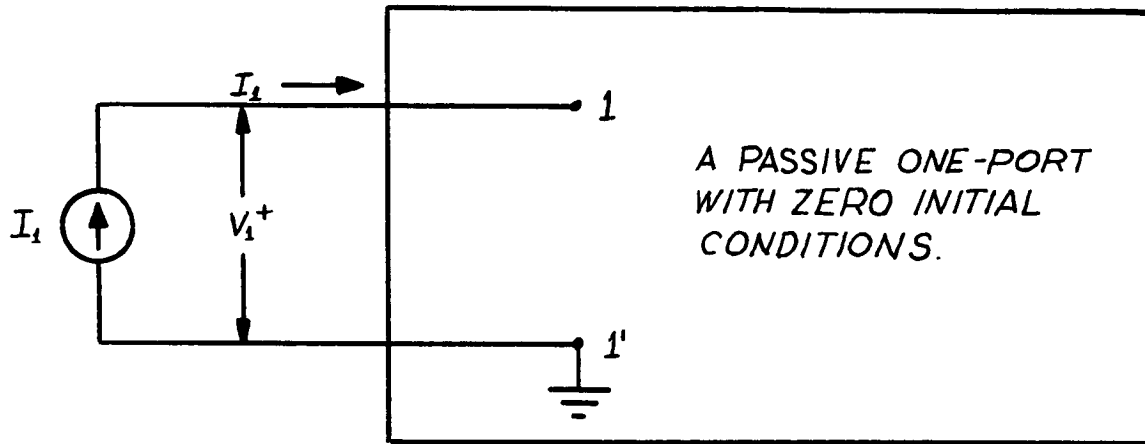 I₁
1
A PASSIVE ONE-PORT
WITH ZERO INITIAL
CONDITIONS.
I₁
V₁⁺
1'